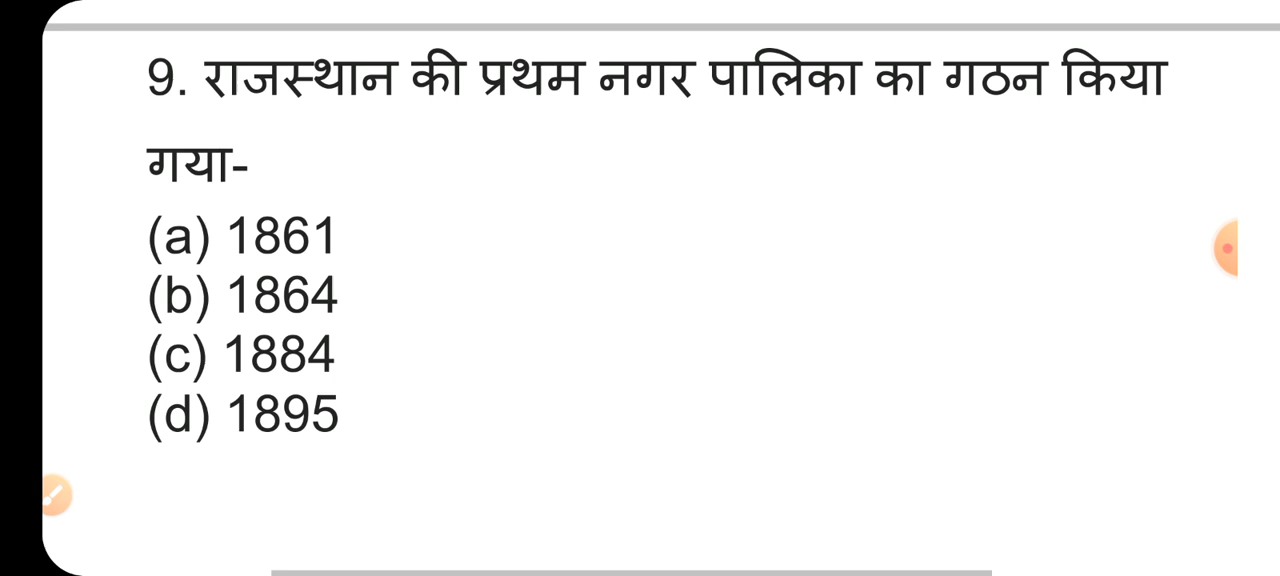 9. राजस्थान की प्रथम नगर पालिका का गठन किया
गया-
(a) 1861
(b) 1864
(c) 1884
(d) 1895